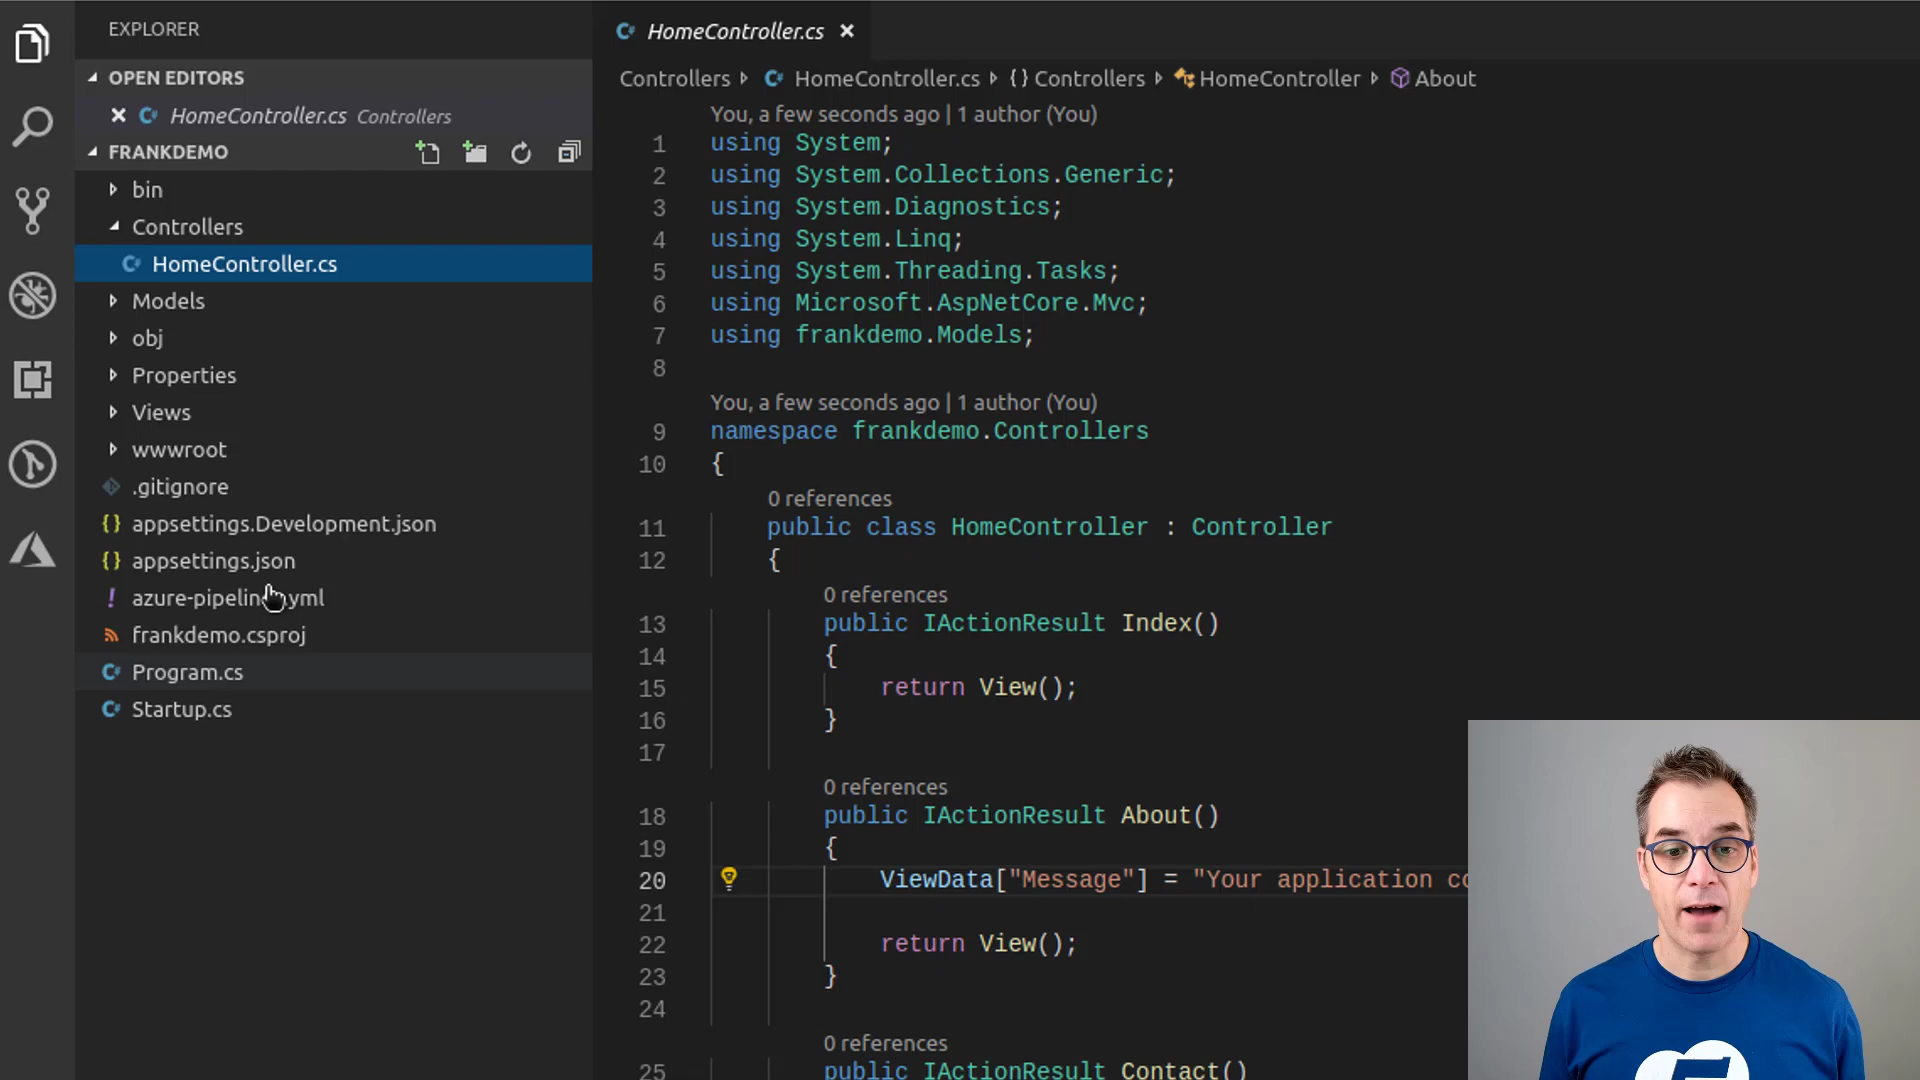 EXPLORER
OPEN EDITORS
HomeController.cs Controllers
FRANKDEMO
bin
Controllers
HomeController.cs
Models
obj
Properties
Views
wwwroot
.gitignore
appsettings.Development.json
appsettings.json
! azure-pipelin yml
frankdemo.csproj
Program.cs
Startup.cs
HomeController.cs
Controllers HomeController.cs {} Controllers HomeController About
You, a few seconds ago | 1 author (You)
1 using System;
2 using System.Collections.Generic;
3 using System.Diagnostics;
4 using System.Linq;
5 using System.Threading.Tasks;
6 using Microsoft.AspNetCore.Mvc;
7 using frankdemo.Models;
8
You, a few seconds ago | 1 author (You)
9 namespace frankdemo.Controllers
10 {
0 references
11 public class HomeController : Controller
12 {
0 references
13 public IActionResult Index()
14 {
15 return View();
16 }
17
0 references
18 public IActionResult About()
19 {
20 ViewData["Message"] = "Your application co
21
22 return View();
23 }
24
0 references
25 public IActionResult Contact()